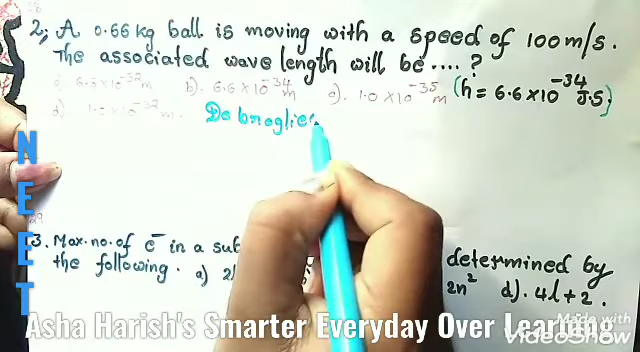 2, A 0.66 kg ball is moving with a speed of 100 m/s.
The associated wave length will be .... ?
b). 6.6 × 10⁻³⁴ m c). 1.0 × 10⁻³⁵ m (h = 6.6 × 10⁻³⁴ J.S)
d)
De broglie
3. Max. no. of e⁻ in a sub determined by
the following. a) 2n² d). 4l + 2.
NEET
Asha Harish's Smarter Everyday Over Learning
Made with
VideoShow